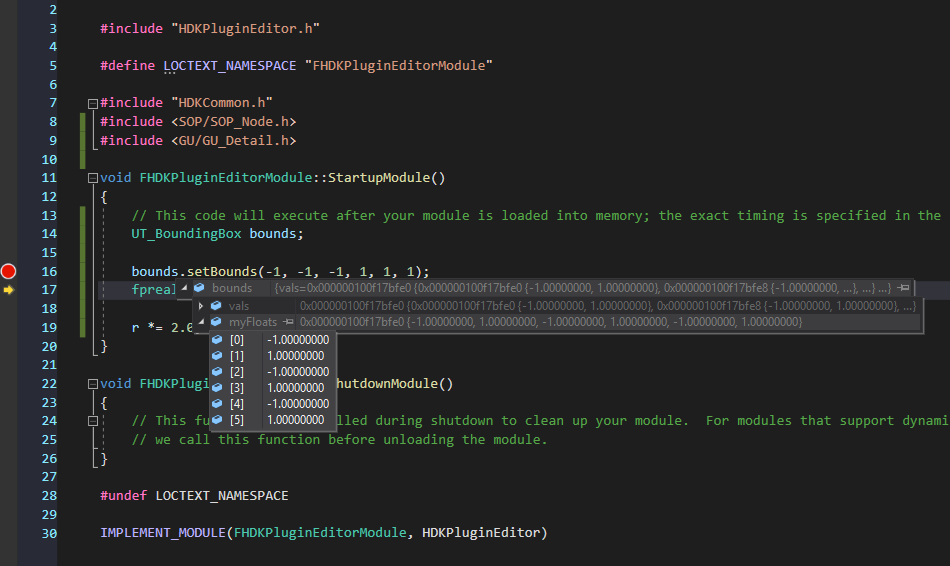 2
3 #include "HDKPluginEditor.h"
4
5 #define LOCTEXT_NAMESPACE "FHDKPluginEditorModule"
6
7 #include "HDKCommon.h"
8 #include <SOP/SOP_Node.h>
9 #include <GU/GU_Detail.h>
10
11 void FHDKPluginEditorModule::StartupModule()
12 {
13 // This code will execute after your module is loaded into memory; the exact timing is specified in the
14 UT_BoundingBox bounds;
15
16 bounds.setBounds(-1, -1, -1, 1, 1, 1);
17 fpreal bounds {vals=0x000000100f17bfe0 {0x000000100f17bfe0 {-1.00000000, 1.00000000}, 0x000000100f17bfe8 {-1.00000000, ...}, ...} ...}
18 vals 0x000000100f17bfe0 {0x000000100f17bfe0 {-1.00000000, 1.00000000}, 0x000000100f17bfe8 {-1.00000000, 1.00000000}, ...}
myFloats 0x000000100f17bfe0 {-1.00000000, 1.00000000, -1.00000000, 1.00000000, -1.00000000, 1.00000000}
19 r *= 2.0
[0] -1.00000000
20 }
[1] 1.00000000
21
[2] -1.00000000
22 void FHDKPlugi hutdownModule()
[3] 1.00000000
23 {
[4] -1.00000000
24 // This fu lled during shutdown to clean up your module. For modules that support dynami
[5] 1.00000000
25 // we call this function before unloading the module.
26 }
27
28 #undef LOCTEXT_NAMESPACE
29
30 IMPLEMENT_MODULE(FHDKPluginEditorModule, HDKPluginEditor)